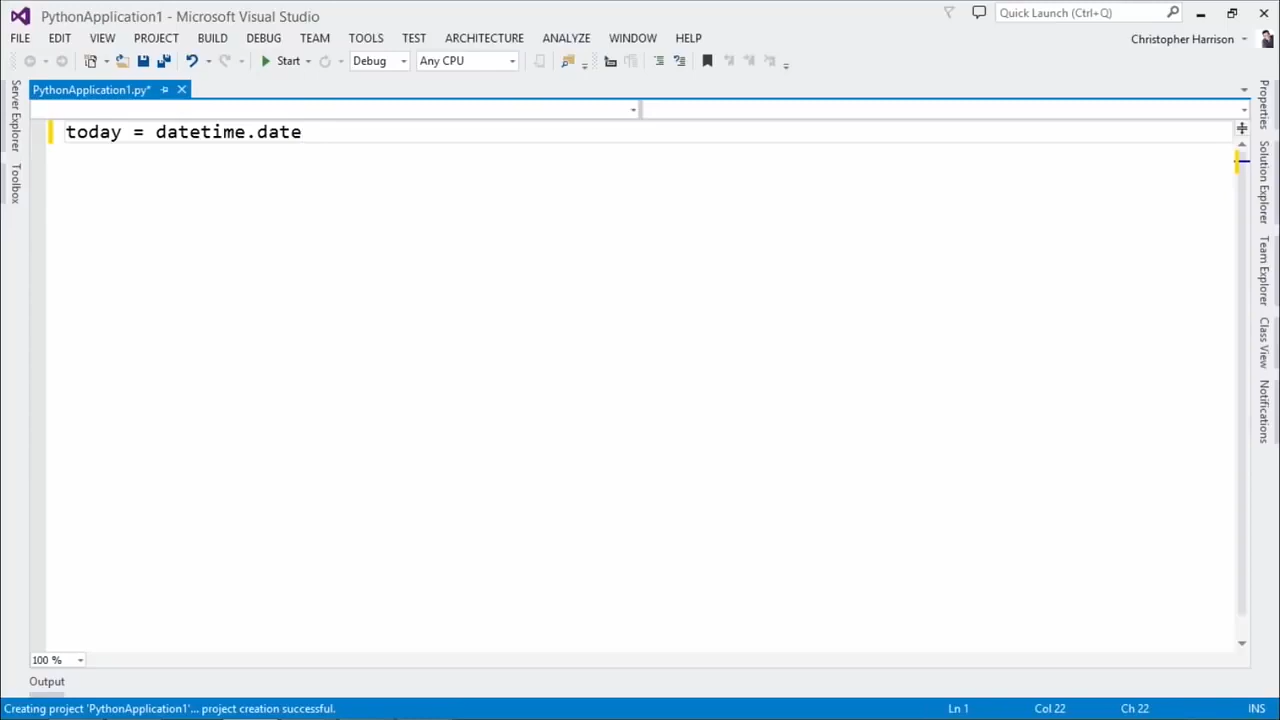 PythonApplication1 - Microsoft Visual Studio
Quick Launch (Ctrl+Q)
FILE EDIT VIEW PROJECT BUILD DEBUG TEAM TOOLS TEST ARCHITECTURE ANALYZE WINDOW HELP
Christopher Harrison
Start Debug Any CPU
PythonApplication1.py*
today = datetime.date
Server Explorer
Toolbox
Properties
Solution Explorer
Team Explorer
Class View
Notifications
100 %
Output
Creating project 'PythonApplication1'... project creation successful.
Ln 1 Col 22 Ch 22 INS